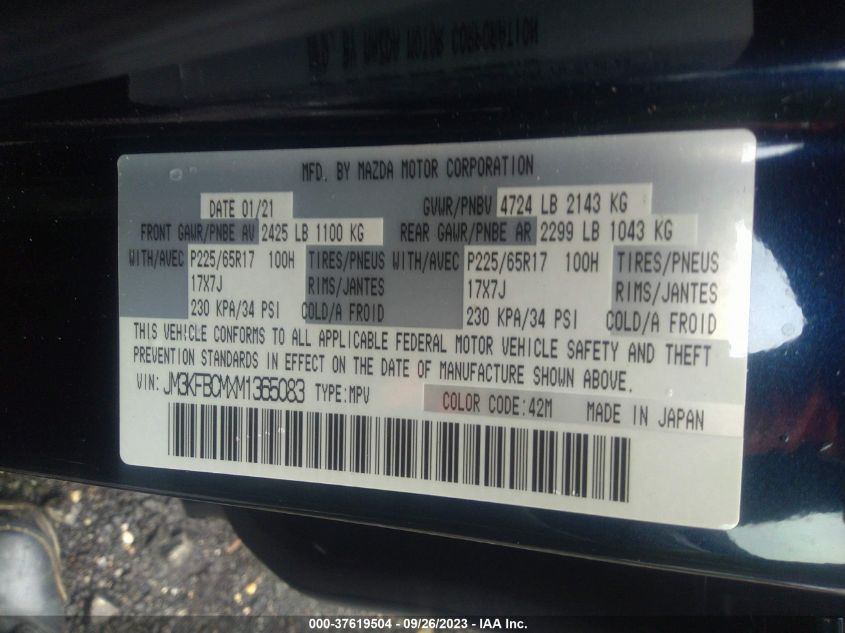 MFD. BY MAZDA MOTOR CORPORATION
DATE 01/21 GVWR/PNBV 4724 LB 2143 KG
FRONT GAWR/PNBE AV 2425 LB 1100 KG REAR GAWR/PNBE AR 2299 LB 1043 KG
WITH/AVEC P225/65R17 100H TIRES/PNEUS WITH/AVEC P225/65R17 100H TIRES/PNEUS
17X7J RIMS/JANTES 17X7J RIMS/JANTES
230 KPA/34 PSI COLD/A FROID 230 KPA/34 PSI COLD/A FROID
THIS VEHICLE CONFORMS TO ALL APPLICABLE FEDERAL MOTOR VEHICLE SAFETY AND THEFT
PREVENTION STANDARDS IN EFFECT ON THE DATE OF MANUFACTURE SHOWN ABOVE.
VIN: JM3KFBCMXM1365083 TYPE:MPV COLOR CODE:42M MADE IN JAPAN
000-37619504 - 09/26/2023 - IAA Inc.